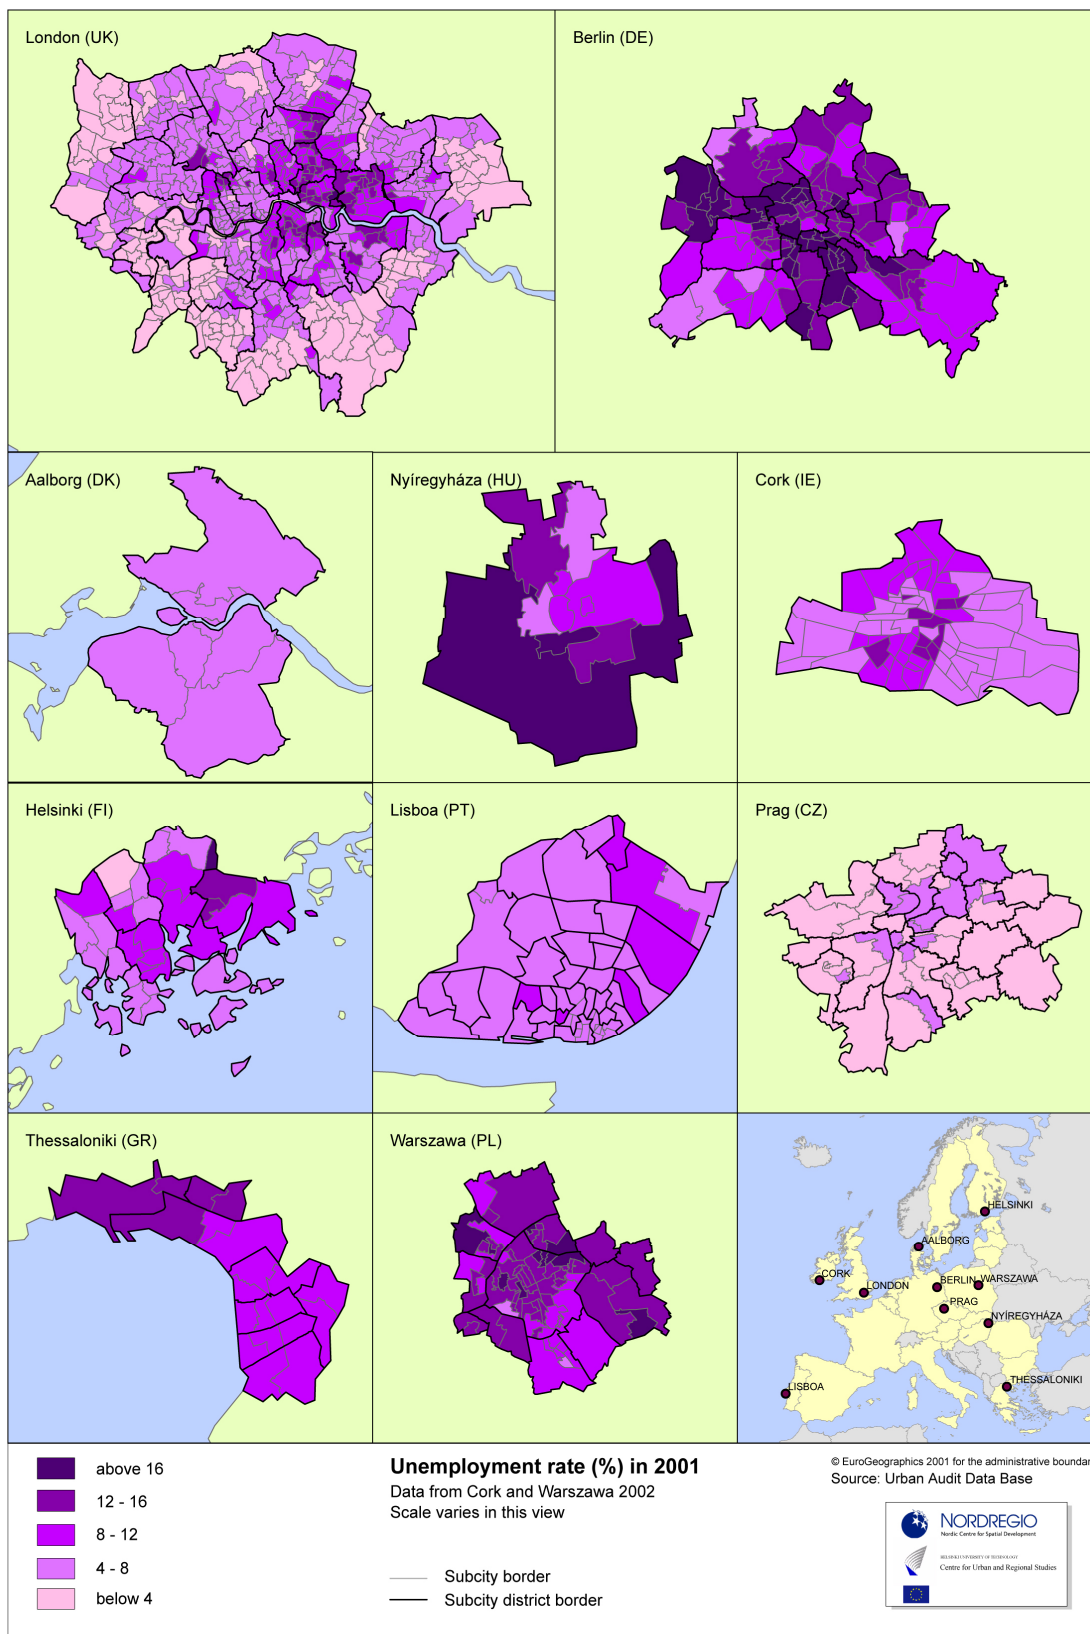 London (UK)
Berlin (DE)
Aalborg (DK)
Nyíregyháza (HU)
Cork (IE)
Helsinki (FI)
Lisboa (PT)
Prag (CZ)
Thessaloniki (GR)
Warszawa (PL)
HELSINKI
AALBORG
CORK
LONDON
BERLIN
WARSZAWA
PRAG
NYÍREGYHÁZA
LISBOA
THESSALONIKI
above 16
12 - 16
8 - 12
4 - 8
below 4
Unemployment rate (%) in 2001
Data from Cork and Warszawa 2002
Scale varies in this view
Subcity border
Subcity district border
© EuroGeographics 2001 for the administrative boundar
Source: Urban Audit Data Base
NORDREGIO
Nordic Centre for Spatial Development
HELSINKI UNIVERSITY OF TECHNOLOGY
Centre for Urban and Regional Studies